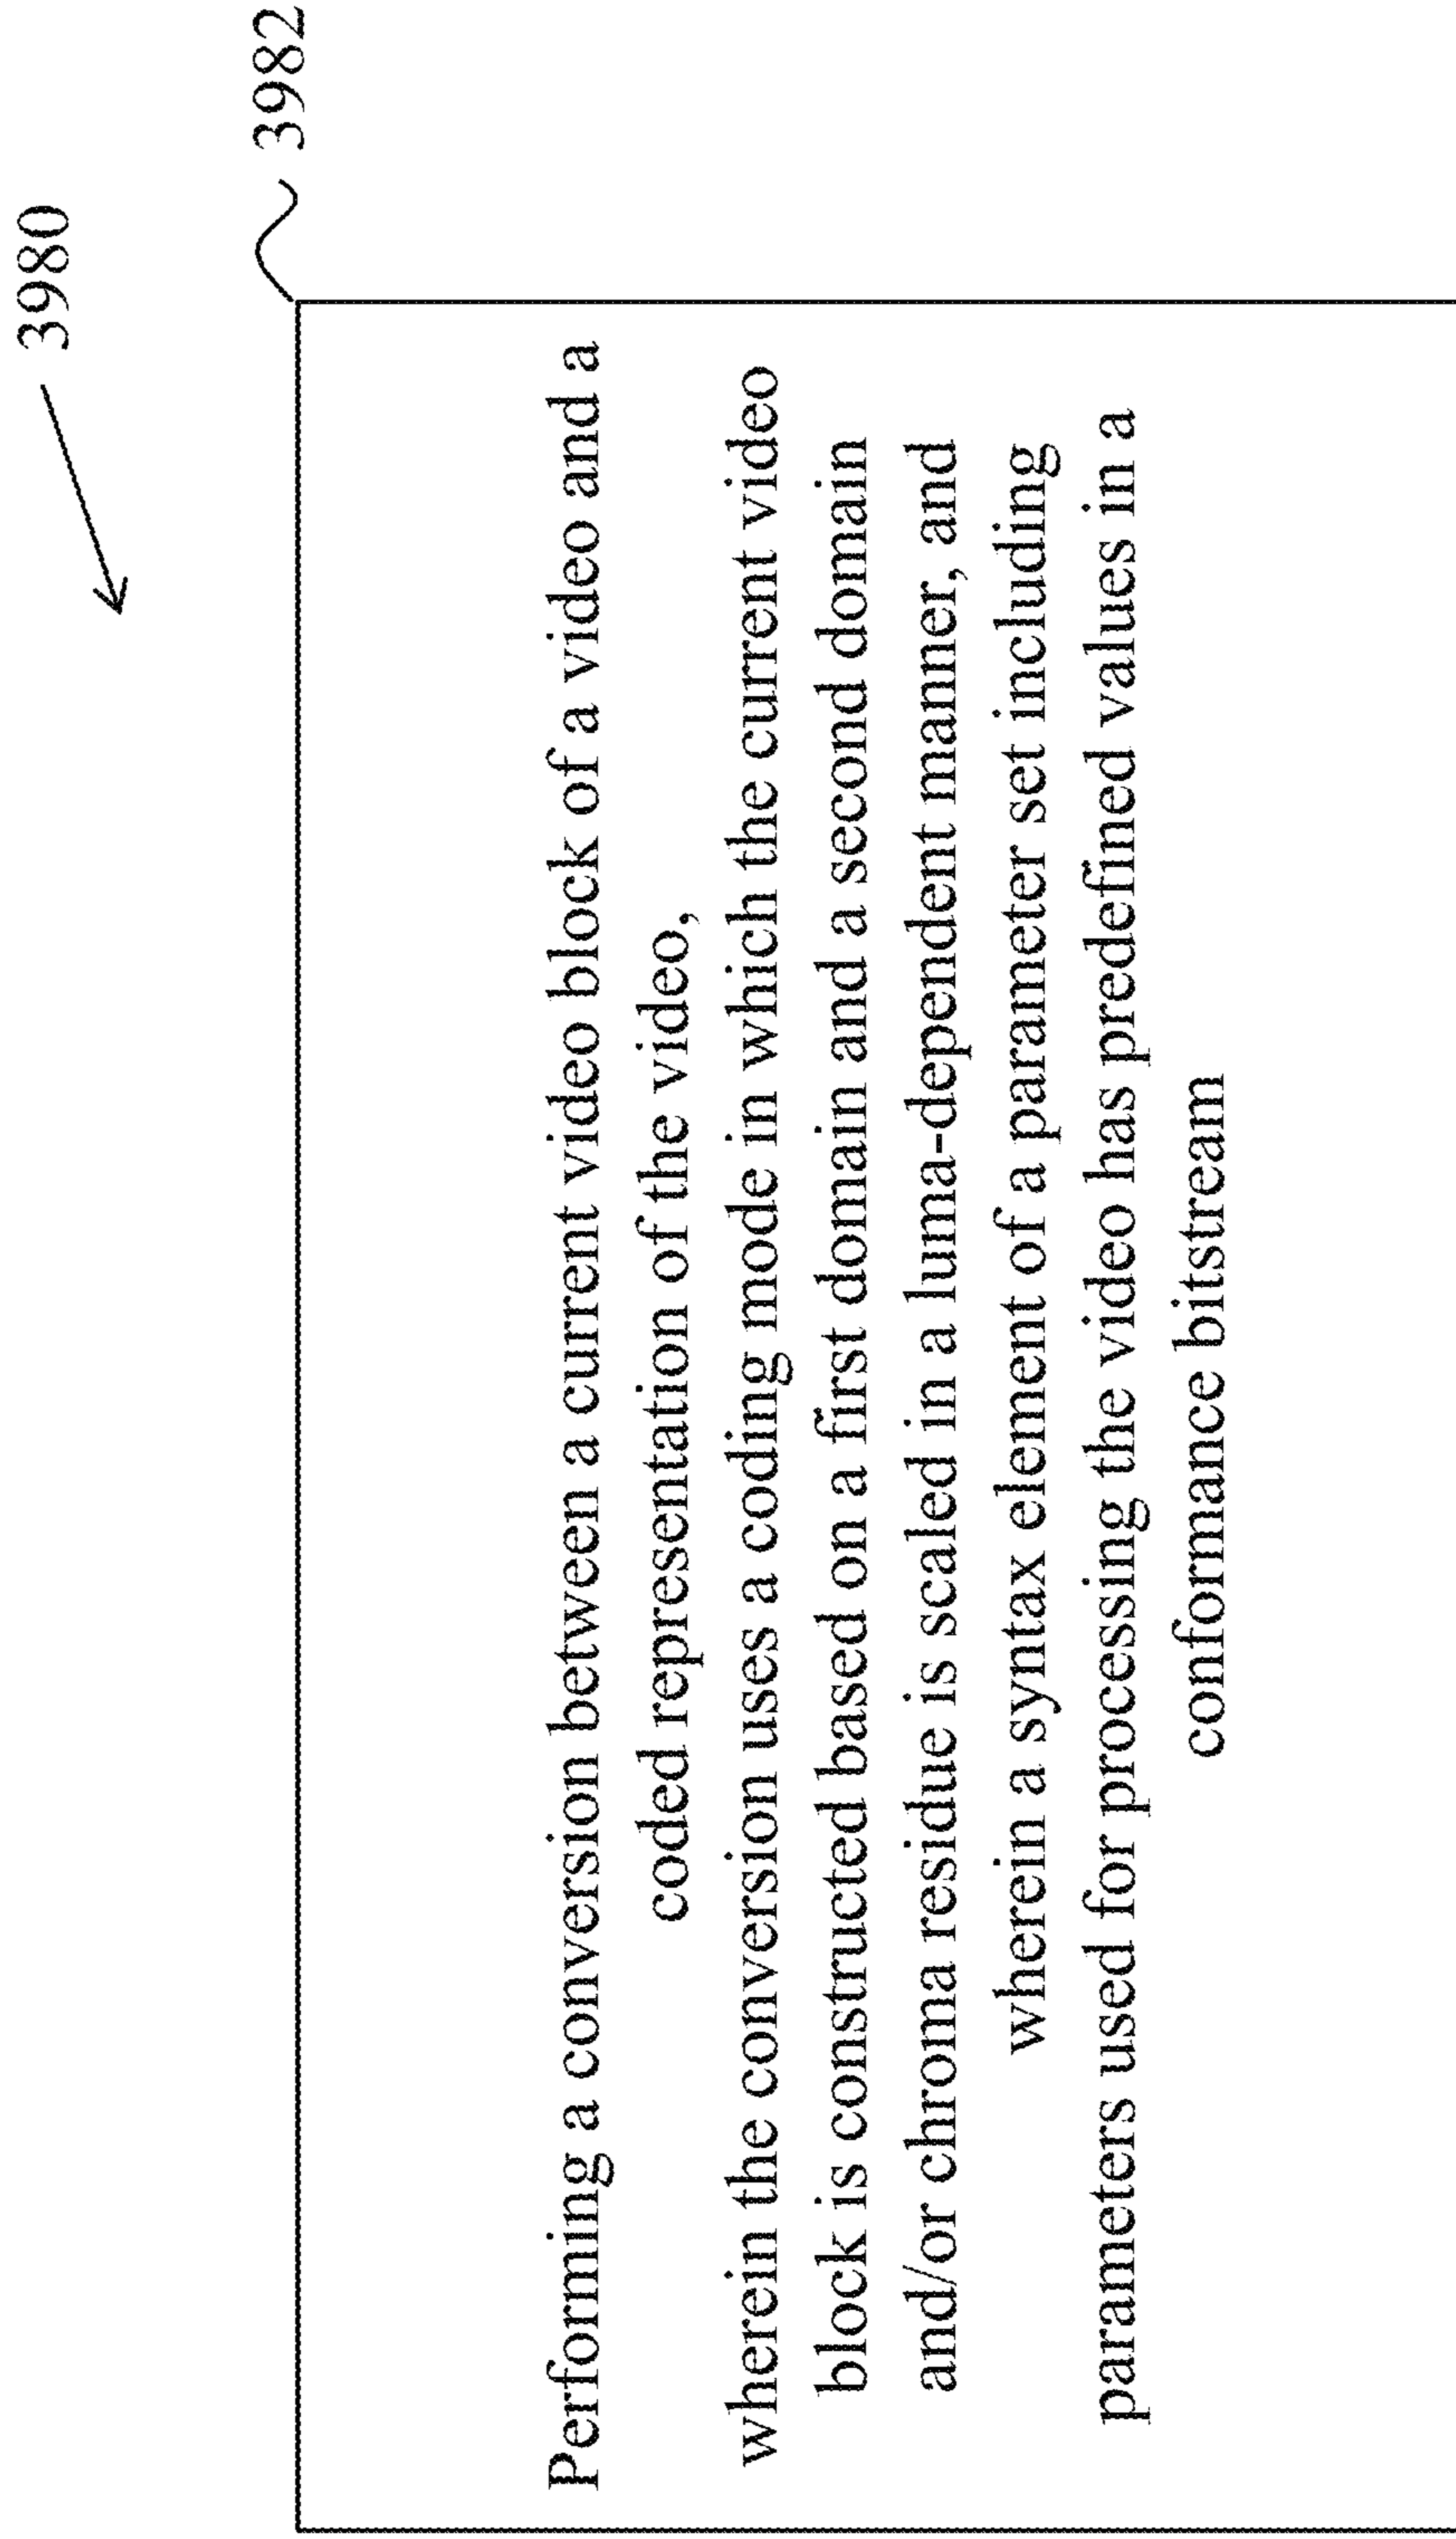 3980
3982
Performing a conversion between a current video block of a video and a
coded representation of the video,
wherein the conversion uses a coding mode in which the current video
block is constructed based on a first domain and a second domain
and/or chroma residue is scaled in a luma-dependent manner, and
wherein a syntax element of a parameter set including
parameters used for processing the video has predefined values in a
conformance bitstream